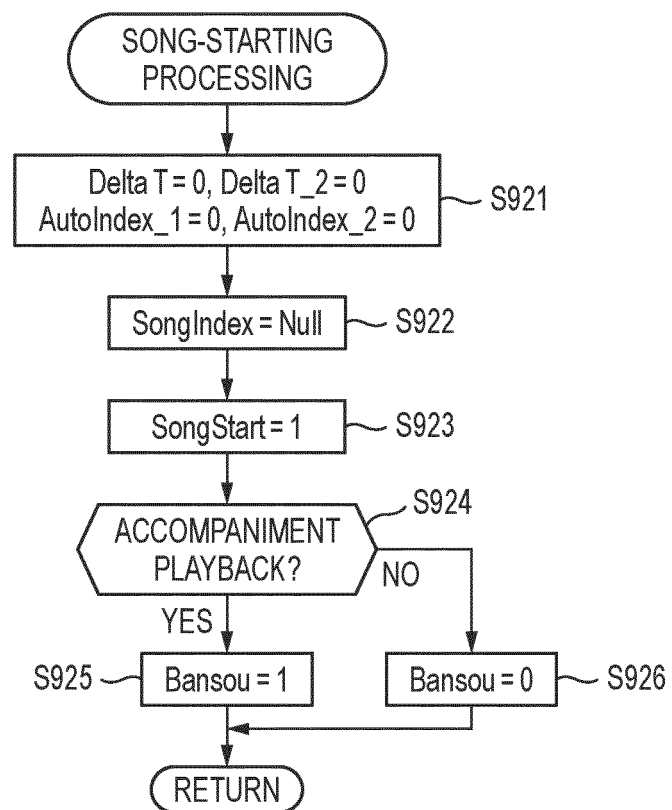 SONG-STARTING
PROCESSING
Delta T = 0, Delta T_2 = 0
AutoIndex_1 = 0, AutoIndex_2 = 0
S921
SongIndex = Null
S922
SongStart = 1
S923
S924
ACCOMPANIMENT
PLAYBACK?
NO
YES
S925
Bansou = 1
Bansou = 0
S926
RETURN